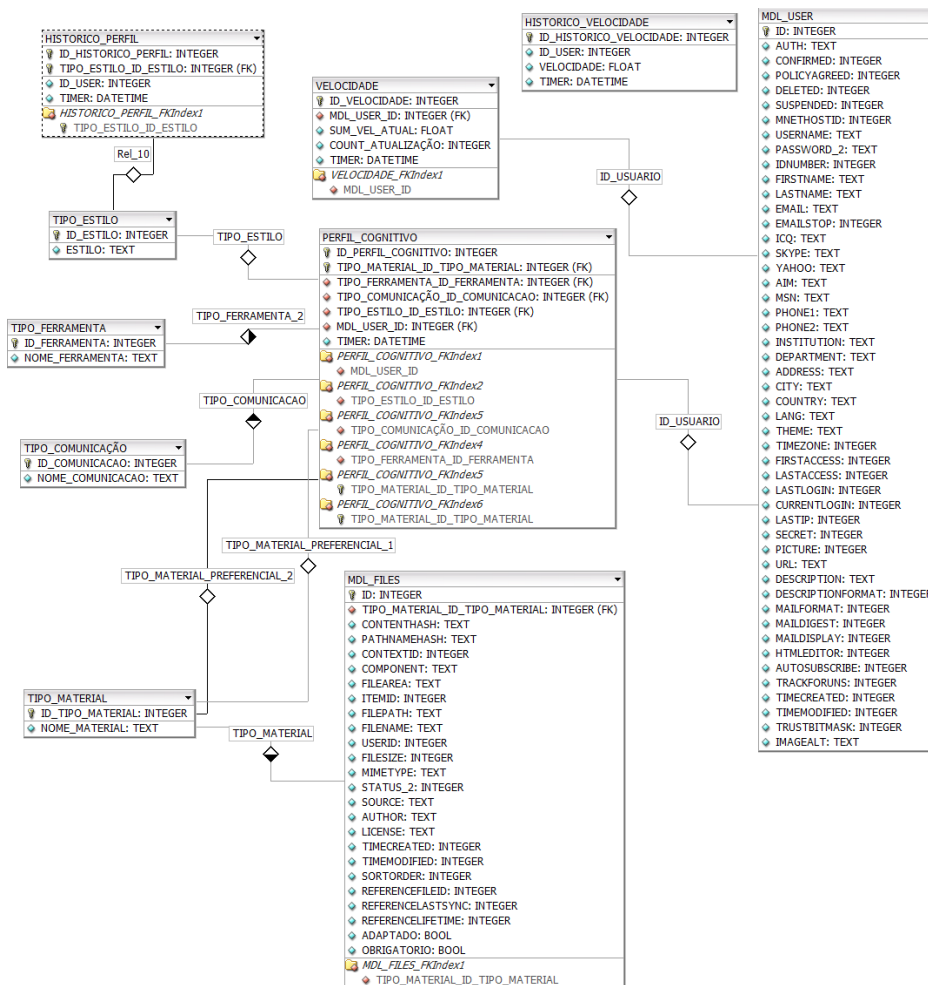 HISTORICO_PERFIL
ID_HISTORICO_PERFIL: INTEGER
TIPO_ESTILO_ID_ESTILO: INTEGER (FK)
ID_USER: INTEGER
TIMER: DATETIME
HISTORICO_PERFIL_FKIndex1
TIPO_ESTILO_ID_ESTILO
Rel_10
TIPO_ESTILO
ID_ESTILO: INTEGER
ESTILO: TEXT
TIPO_ESTILO
TIPO_FERRAMENTA_2
TIPO_FERRAMENTA
ID_FERRAMENTA: INTEGER
NOME_FERRAMENTA: TEXT
TIPO_COMUNICACAO
TIPO_COMUNICAÇÃO
ID_COMUNICACAO: INTEGER
NOME_COMUNICACAO: TEXT
TIPO_MATERIAL_PREFERENCIAL_1
TIPO_MATERIAL_PREFERENCIAL_2
TIPO_MATERIAL
ID_TIPO_MATERIAL: INTEGER
NOME_MATERIAL: TEXT
TIPO_MATERIAL
VELOCIDADE
ID_VELOCIDADE: INTEGER
MDL_USER_ID: INTEGER (FK)
SUM_VEL_ATUAL: FLOAT
COUNT_ATUALIZAÇÃO: INTEGER
TIMER: DATETIME
VELOCIDADE_FKIndex1
MDL_USER_ID
PERFIL_COGNITIVO
ID_PERFIL_COGNITIVO: INTEGER
TIPO_MATERIAL_ID_TIPO_MATERIAL: INTEGER (FK)
TIPO_FERRAMENTA_ID_FERRAMENTA: INTEGER (FK)
TIPO_COMUNICAÇÃO_ID_COMUNICACAO: INTEGER (FK)
TIPO_ESTILO_ID_ESTILO: INTEGER (FK)
MDL_USER_ID: INTEGER (FK)
TIMER: DATETIME
PERFIL_COGNITIVO_FKIndex1
MDL_USER_ID
PERFIL_COGNITIVO_FKIndex2
TIPO_ESTILO_ID_ESTILO
PERFIL_COGNITIVO_FKIndex5
TIPO_COMUNICAÇÃO_ID_COMUNICACAO
PERFIL_COGNITIVO_FKIndex4
TIPO_FERRAMENTA_ID_FERRAMENTA
PERFIL_COGNITIVO_FKIndex5
TIPO_MATERIAL_ID_TIPO_MATERIAL
PERFIL_COGNITIVO_FKIndex6
TIPO_MATERIAL_ID_TIPO_MATERIAL
MDL_FILES
ID: INTEGER
TIPO_MATERIAL_ID_TIPO_MATERIAL: INTEGER (FK)
CONTENTHASH: TEXT
PATHNAMEHASH: TEXT
CONTEXTID: INTEGER
COMPONENT: TEXT
FILEAREA: TEXT
ITEMID: INTEGER
FILEPATH: TEXT
FILENAME: TEXT
USERID: INTEGER
FILESIZE: INTEGER
MIMETYPE: TEXT
STATUS_2: INTEGER
SOURCE: TEXT
AUTHOR: TEXT
LICENSE: TEXT
TIMECREATED: INTEGER
TIMEMODIFIED: INTEGER
SORTORDER: INTEGER
REFERENCEFILEID: INTEGER
REFERENCELASTSYNC: INTEGER
REFERENCELIFETIME: INTEGER
ADAPTADO: BOOL
OBRIGATORIO: BOOL
MDL_FILES_FKIndex1
TIPO_MATERIAL_ID_TIPO_MATERIAL
HISTORICO_VELOCIDADE
ID_HISTORICO_VELOCIDADE: INTEGER
ID_USER: INTEGER
VELOCIDADE: FLOAT
TIMER: DATETIME
ID_USUARIO
ID_USUARIO
MDL_USER
ID: INTEGER
AUTH: TEXT
CONFIRMED: INTEGER
POLICYAGREED: INTEGER
DELETED: INTEGER
SUSPENDED: INTEGER
MNETHOSTID: INTEGER
USERNAME: TEXT
PASSWORD_2: TEXT
IDNUMBER: INTEGER
FIRSTNAME: TEXT
LASTNAME: TEXT
EMAIL: TEXT
EMAILSTOP: INTEGER
ICQ: TEXT
SKYPE: TEXT
YAHOO: TEXT
AIM: TEXT
MSN: TEXT
PHONE1: TEXT
PHONE2: TEXT
INSTITUTION: TEXT
DEPARTMENT: TEXT
ADDRESS: TEXT
CITY: TEXT
COUNTRY: TEXT
LANG: TEXT
THEME: TEXT
TIMEZONE: INTEGER
FIRSTACCESS: INTEGER
LASTACCESS: INTEGER
LASTLOGIN: INTEGER
CURRENTLOGIN: INTEGER
LASTIP: INTEGER
SECRET: INTEGER
PICTURE: INTEGER
URL: TEXT
DESCRIPTION: TEXT
DESCRIPTIONFORMAT: INTEGER
MAILFORMAT: INTEGER
MAILDIGEST: INTEGER
MAILDISPLAY: INTEGER
HTMLEDITOR: INTEGER
AUTOSUBSCRIBE: INTEGER
TRACKFORUNS: INTEGER
TIMECREATED: INTEGER
TIMEMODIFIED: INTEGER
TRUSTBITMASK: INTEGER
IMAGEALT: TEXT